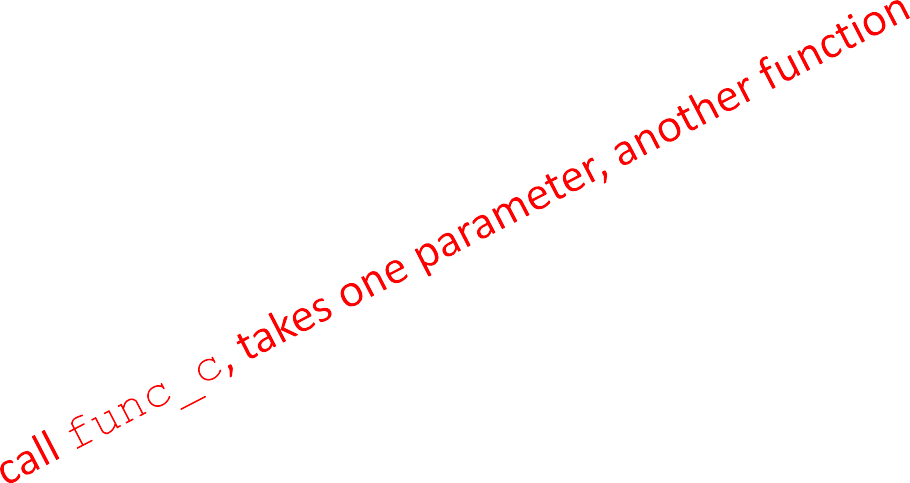 call func_c, takes one parameter, another function